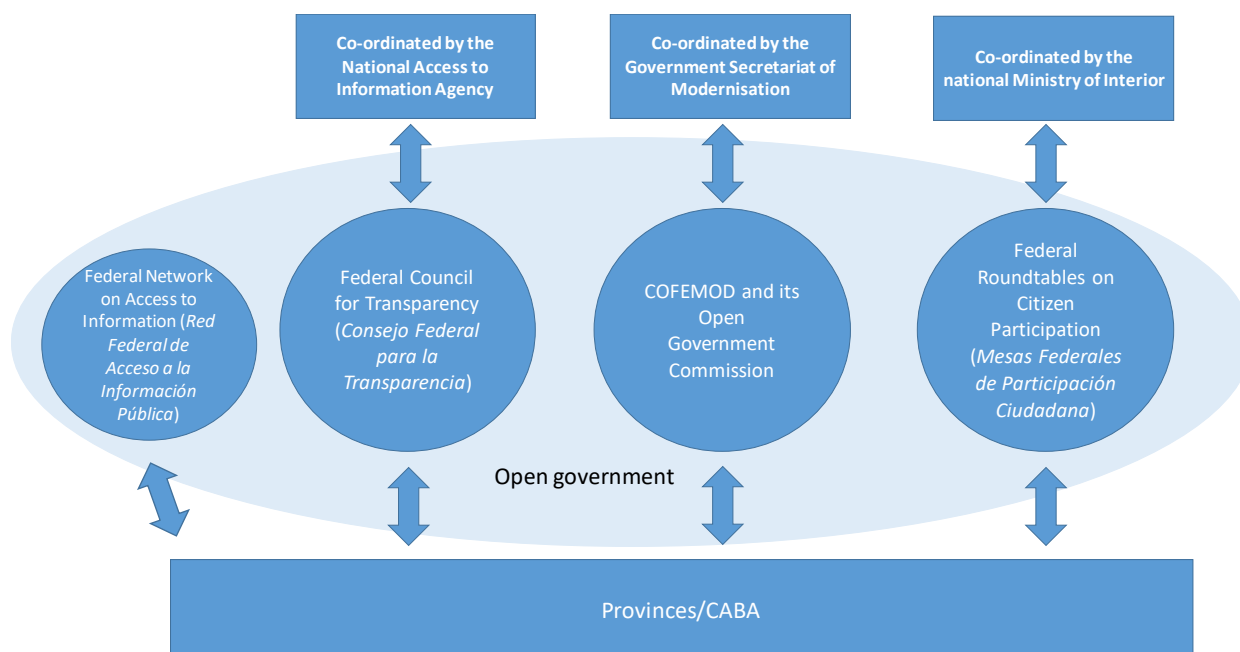 Co-ordinated by the
National Access to
Information Agency
Co-ordinated by the
Government Secretariat of
Modernisation
Co-ordinated by the
national Ministry of Interior
Federal Network
on Access to
Information (Red
Federal de
Acceso a la
Información
Pública)
Federal Council
for Transparency
(Consejo Federal
para la
Transparencia)
COFEMOD and its
Open
Government
Commission
Federal
Roundtables on
Citizen
Participation
(Mesas Federales
de Participación
Ciudadana)
Open government
Provinces/CABA